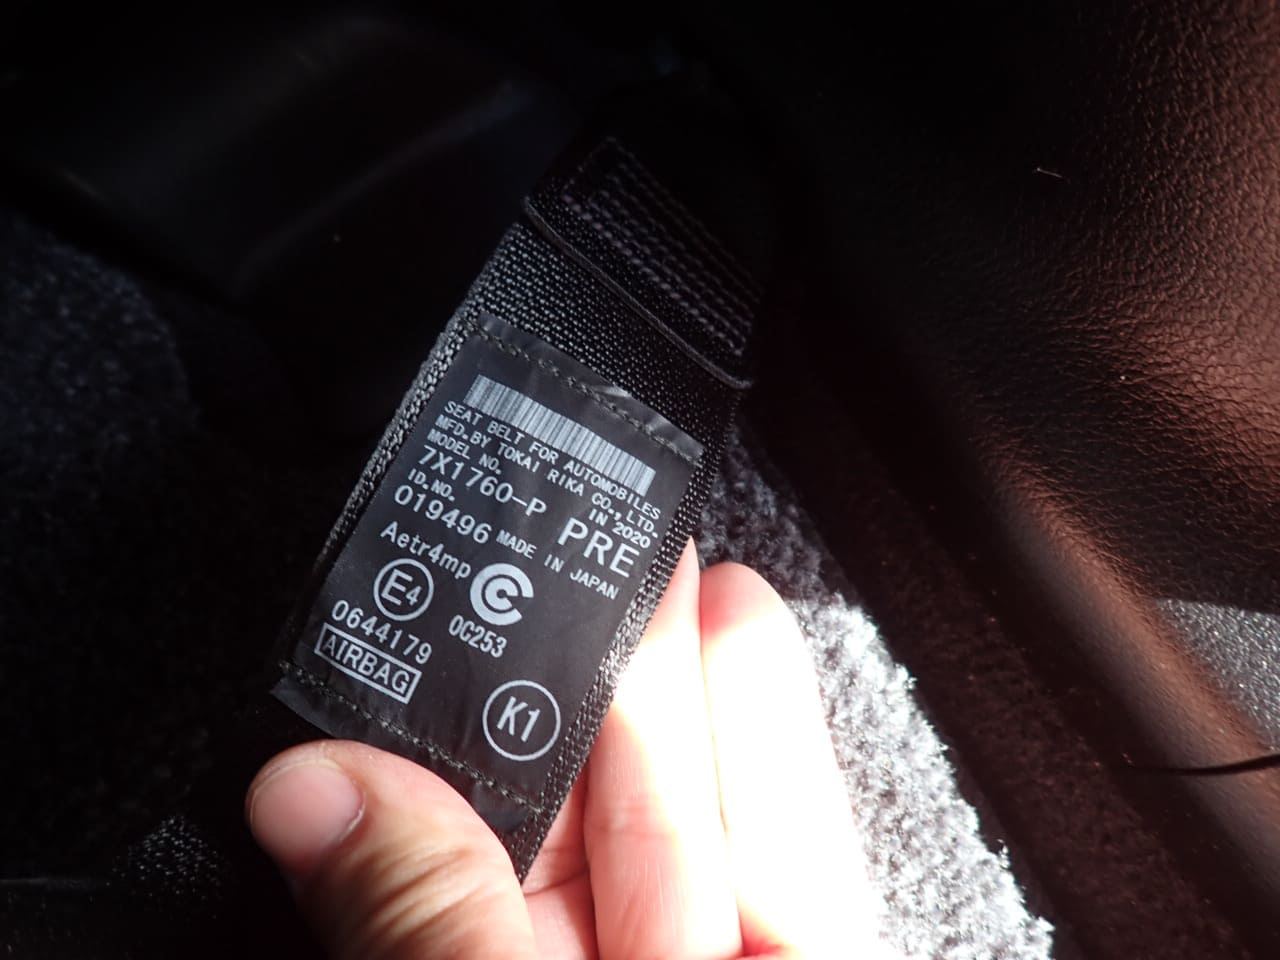 SEAT BELT FOR AUTOMOBILES
MFD.BY TOKAI RIKA CO.,LTD.
MODEL NO. IN 2020
7X1760-P PRE
ID.NO.
019496 MADE IN JAPAN
Aetr4mp
E4 C
0644179 0C253
AIRBAG
K1